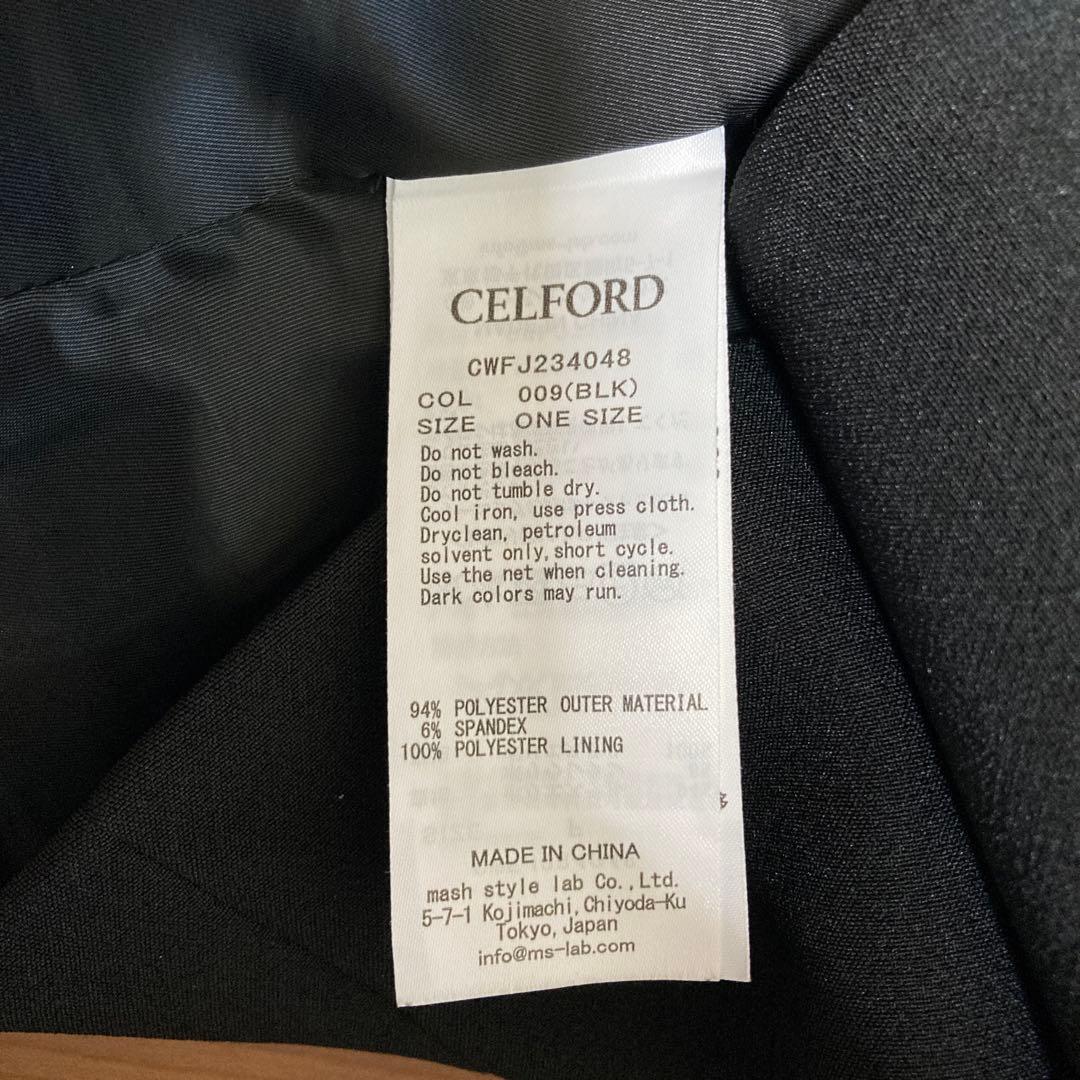 CELFORD
CWFJ234048
COL 009(BLK)
SIZE ONE SIZE
Do not wash.
Do not bleach.
Do not tumble dry.
Cool iron, use press cloth.
Dryclean, petroleum
solvent only,short cycle.
Use the net when cleaning.
Dark colors may run.
94% POLYESTER OUTER MATERIAL
6% SPANDEX
100% POLYESTER LINING
MADE IN CHINA
mash style lab Co.,Ltd.
5-7-1 Kojimachi,Chiyoda-Ku
Tokyo,Japan
info@ms-lab.com